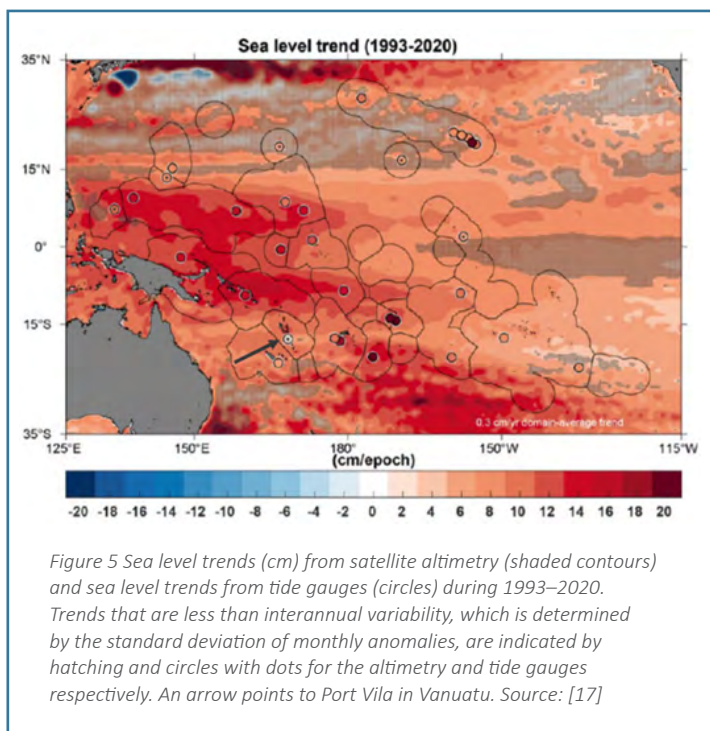 Sea level trend (1993-2020)
35°N
15°N
0°
15°S
35°S
125°E 150°E 180° 150°W 115°W
0.3 cm/yr domain-average trend
(cm/epoch)
-20 -18 -16 -14 -12 -10 -8 -6 -4 -2 0 2 4 6 8 10 12 14 16 18 20
Figure 5 Sea level trends (cm) from satellite altimetry (shaded contours)
and sea level trends from tide gauges (circles) during 1993–2020.
Trends that are less than interannual variability, which is determined
by the standard deviation of monthly anomalies, are indicated by
hatching and circles with dots for the altimetry and tide gauges
respectively. An arrow points to Port Vila in Vanuatu. Source: [17]